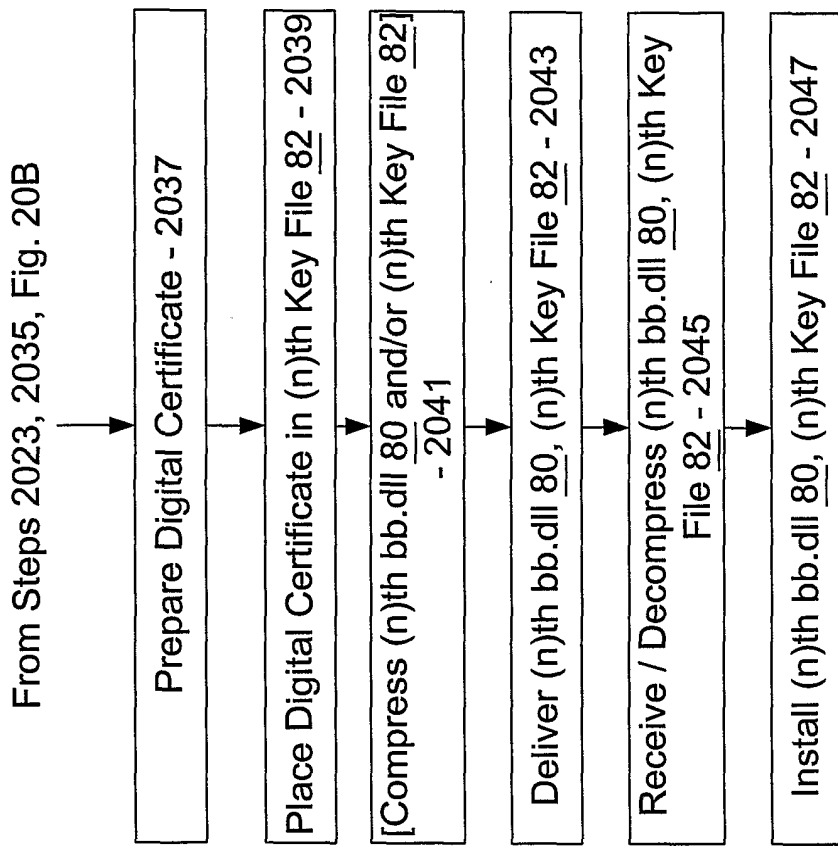 From Steps 2023, 2035, Fig. 20B
Prepare Digital Certificate - 2037
Place Digital Certificate in (n)th Key File 82 - 2039
[Compress (n)th bb.dll 80 and/or (n)th Key File 82]
- 2041
Deliver (n)th bb.dll 80, (n)th Key File 82 - 2043
Receive / Decompress (n)th bb.dll 80, (n)th Key
File 82 - 2045
Install (n)th bb.dll 80, (n)th Key File 82 - 2047